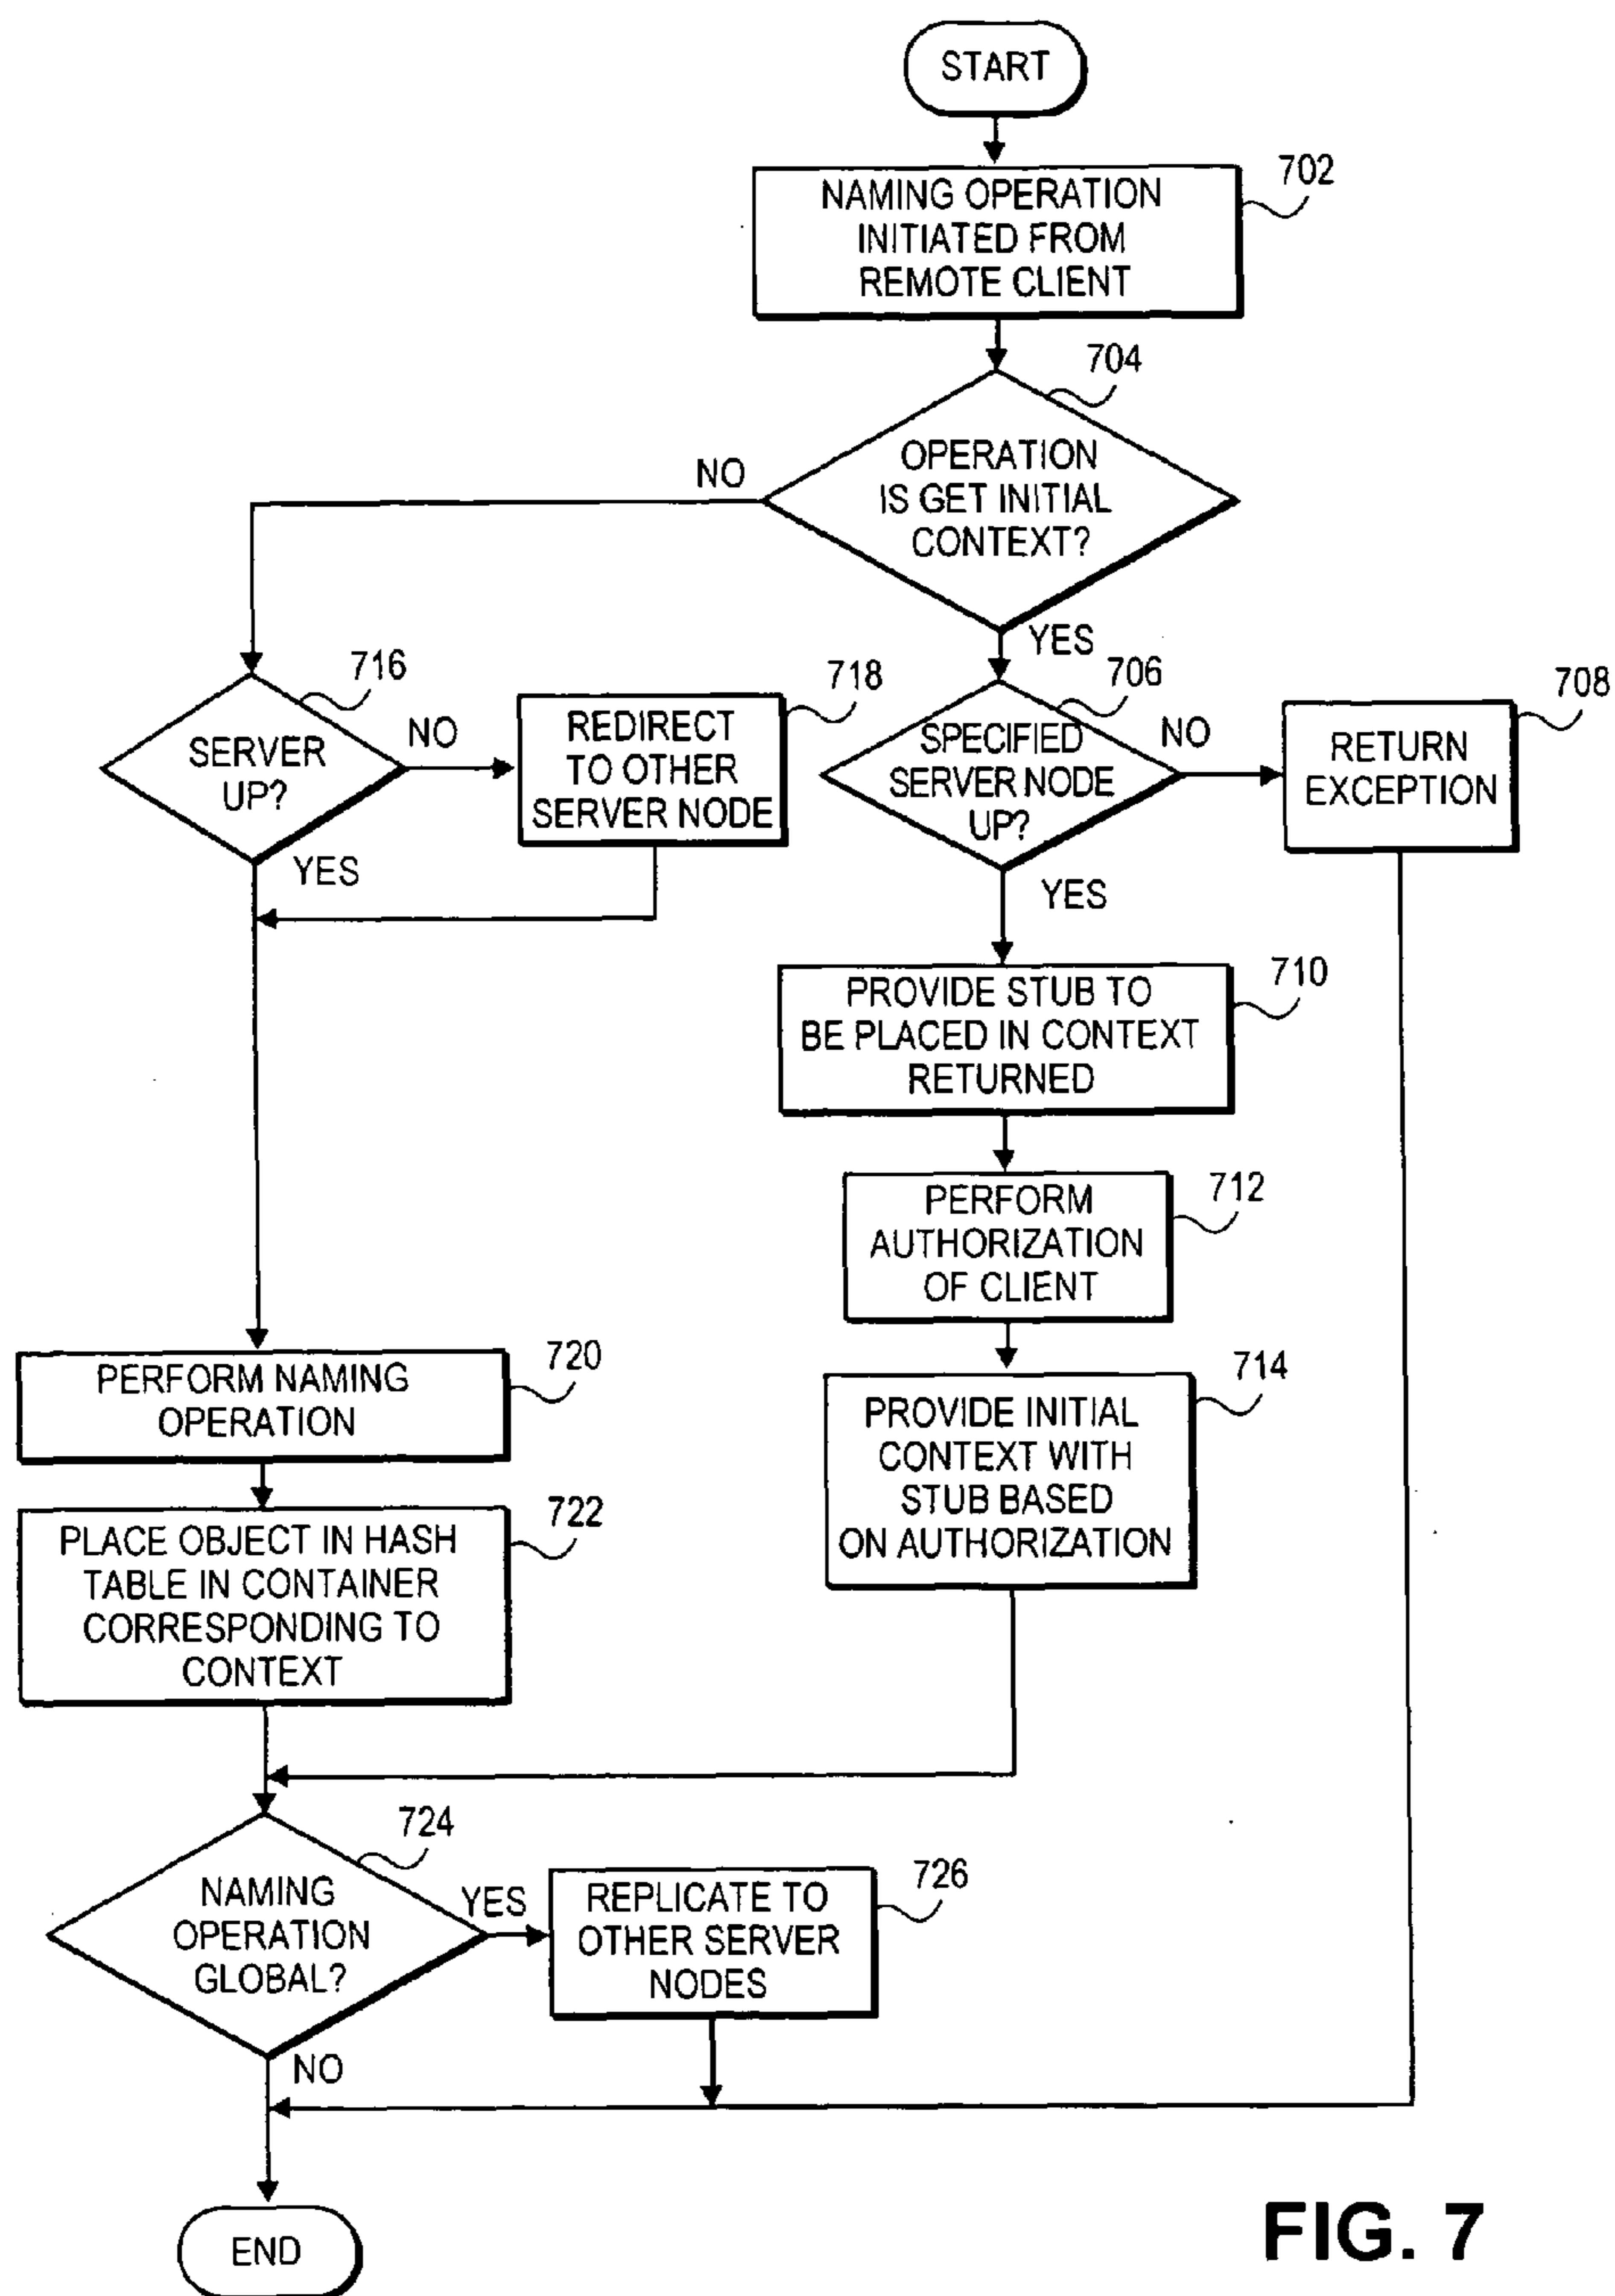 START
702
NAMING OPERATION
INITIATED FROM
REMOTE CLIENT
704
OPERATION
IS GET INITIAL
CONTEXT?
NO
YES
716
SERVER
UP?
NO
YES
718
REDIRECT
TO OTHER
SERVER NODE
706
SPECIFIED
SERVER NODE
UP?
NO
YES
708
RETURN
EXCEPTION
710
PROVIDE STUB TO
BE PLACED IN CONTEXT
RETURNED
712
PERFORM
AUTHORIZATION
OF CLIENT
714
PROVIDE INITIAL
CONTEXT WITH
STUB BASED
ON AUTHORIZATION
720
PERFORM NAMING
OPERATION
722
PLACE OBJECT IN HASH
TABLE IN CONTAINER
CORRESPONDING TO
CONTEXT
724
NAMING
OPERATION
GLOBAL?
YES
NO
726
REPLICATE TO
OTHER SERVER
NODES
END
FIG. 7